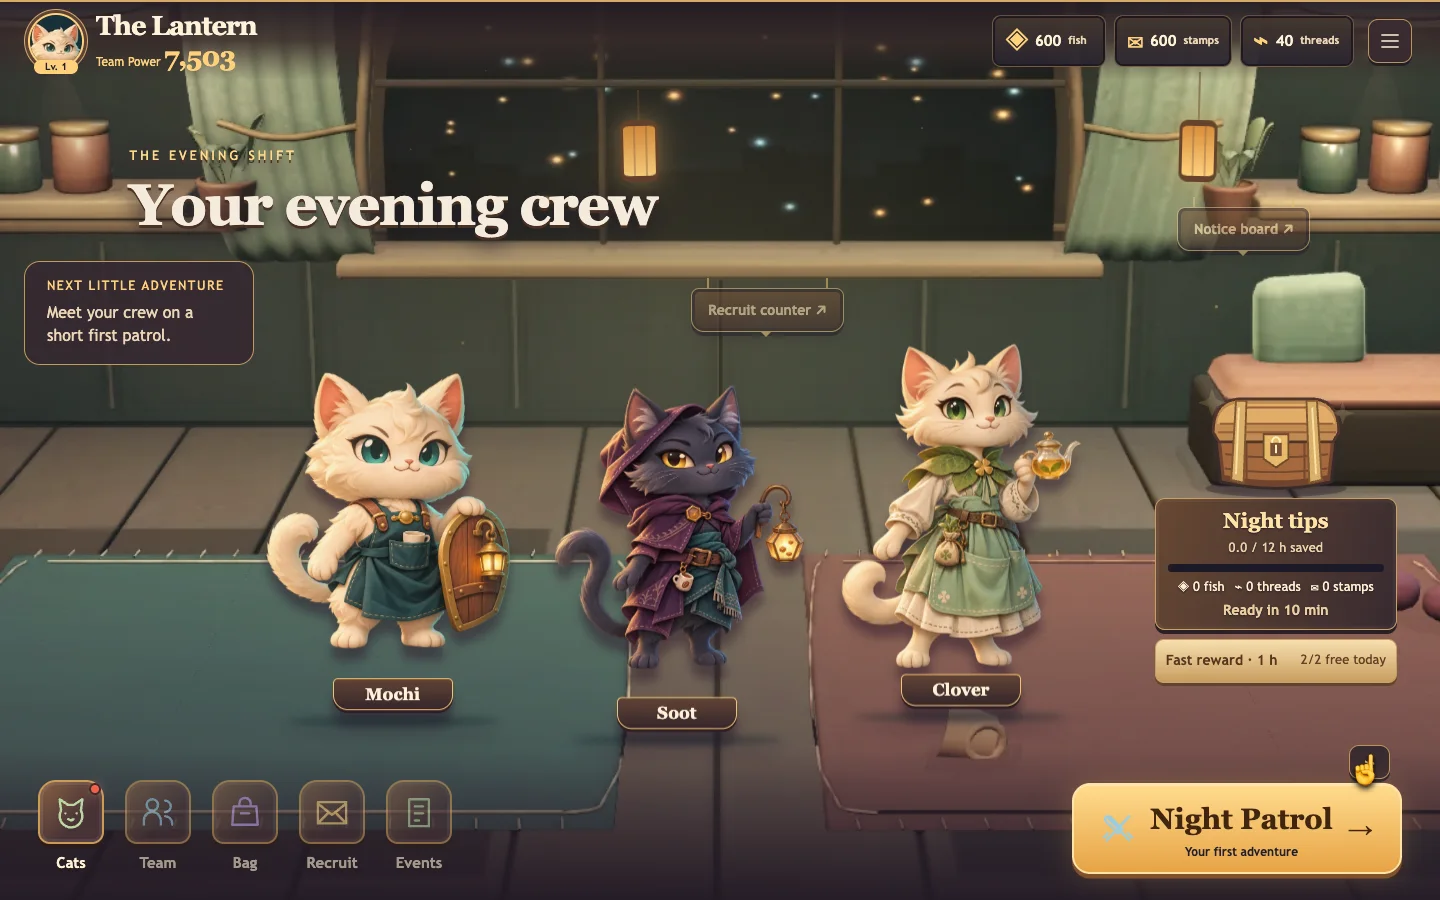 The Lantern
Team Power 7,503
Lv. 1
600 fish
600 stamps
40 threads
THE EVENING SHIFT
Your evening crew
Notice board ↗
NEXT LITTLE ADVENTURE
Meet your crew on a
short first patrol.
Recruit counter ↗
Night tips
0.0 / 12 h saved
0 fish 0 threads 0 stamps
Ready in 10 min
Fast reward · 1 h 2/2 free today
Mochi
Soot
Clover
Night Patrol →
Your first adventure
Cats
Team
Bag
Recruit
Events